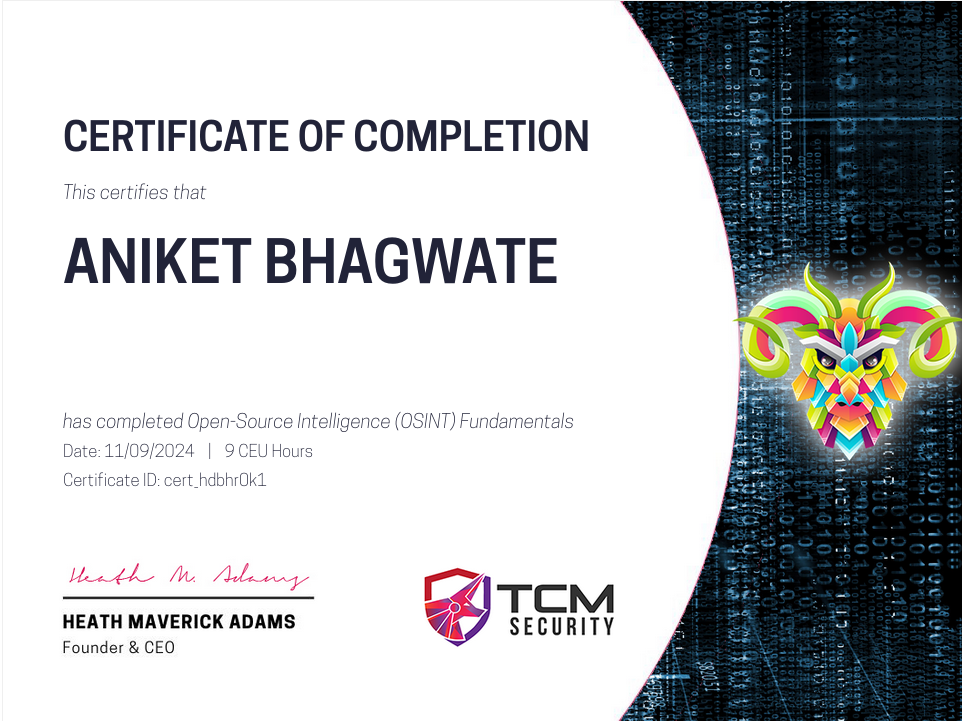 CERTIFICATE OF COMPLETION
This certifies that
ANIKET BHAGWATE
has completed Open-Source Intelligence (OSINT) Fundamentals
Date: 11/09/2024 | 9 CEU Hours
Certificate ID: cert_hdbhr0k1
Heath M. Adams
HEATH MAVERICK ADAMS
Founder & CEO
TCM
SECURITY